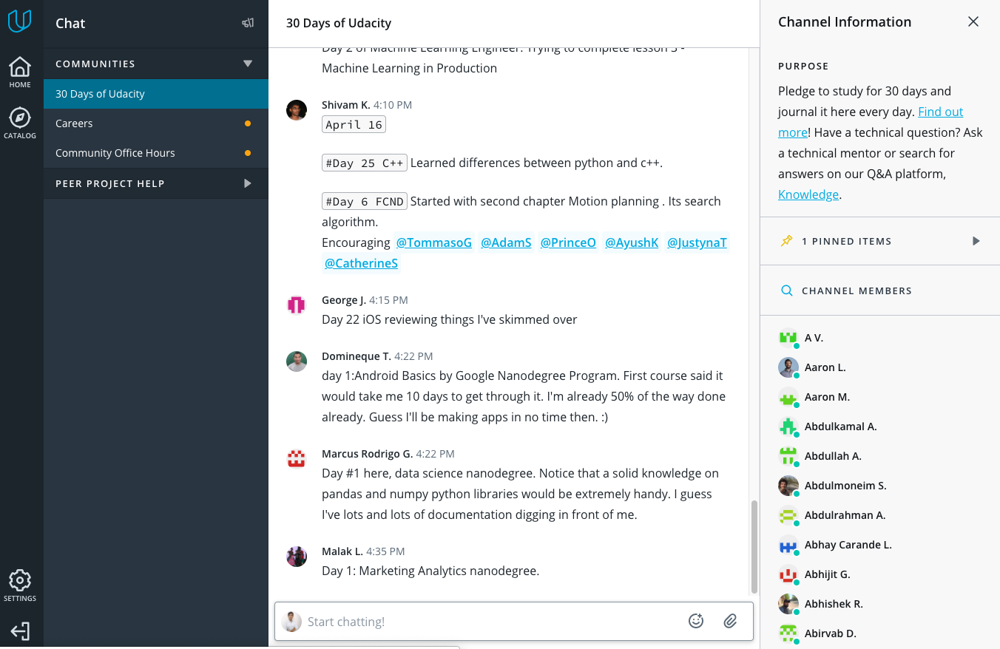 Chat
HOME
CATALOG
SETTINGS
COMMUNITIES
30 Days of Udacity
Careers
Community Office Hours
PEER PROJECT HELP
30 Days of Udacity
Day 2 of Machine Learning Engineer. Trying to complete lesson 3 -
Machine Learning in Production
Shivam K. 4:10 PM
April 16
#Day 25 C++ Learned differences between python and c++.
#Day 6 FCND Started with second chapter Motion planning . Its search
algorithm.
Encouraging @TommasoG @AdamS @PrinceO @AyushK @JustynaT
@CatherineS
George J. 4:15 PM
Day 22 iOS reviewing things I've skimmed over
Domineque T. 4:22 PM
day 1:Android Basics by Google Nanodegree Program. First course said it
would take me 10 days to get through it. I'm already 50% of the way done
already. Guess I'll be making apps in no time then. :)
Marcus Rodrigo G. 4:22 PM
Day #1 here, data science nanodegree. Notice that a solid knowledge on
pandas and numpy python libraries would be extremely handy. I guess
I've lots and lots of documentation digging in front of me.
Malak L. 4:35 PM
Day 1: Marketing Analytics nanodegree.
Start chatting!
Channel Information
PURPOSE
Pledge to study for 30 days and
journal it here every day. Find out
more! Have a technical question? Ask
a technical mentor or search for
answers on our Q&A platform,
Knowledge.
1 PINNED ITEMS
CHANNEL MEMBERS
A V.
Aaron L.
Aaron M.
Abdulkamal A.
Abdullah A.
Abdulmoneim S.
Abdulrahman A.
Abhay Carande L.
Abhijit G.
Abhishek R.
Abirvab D.